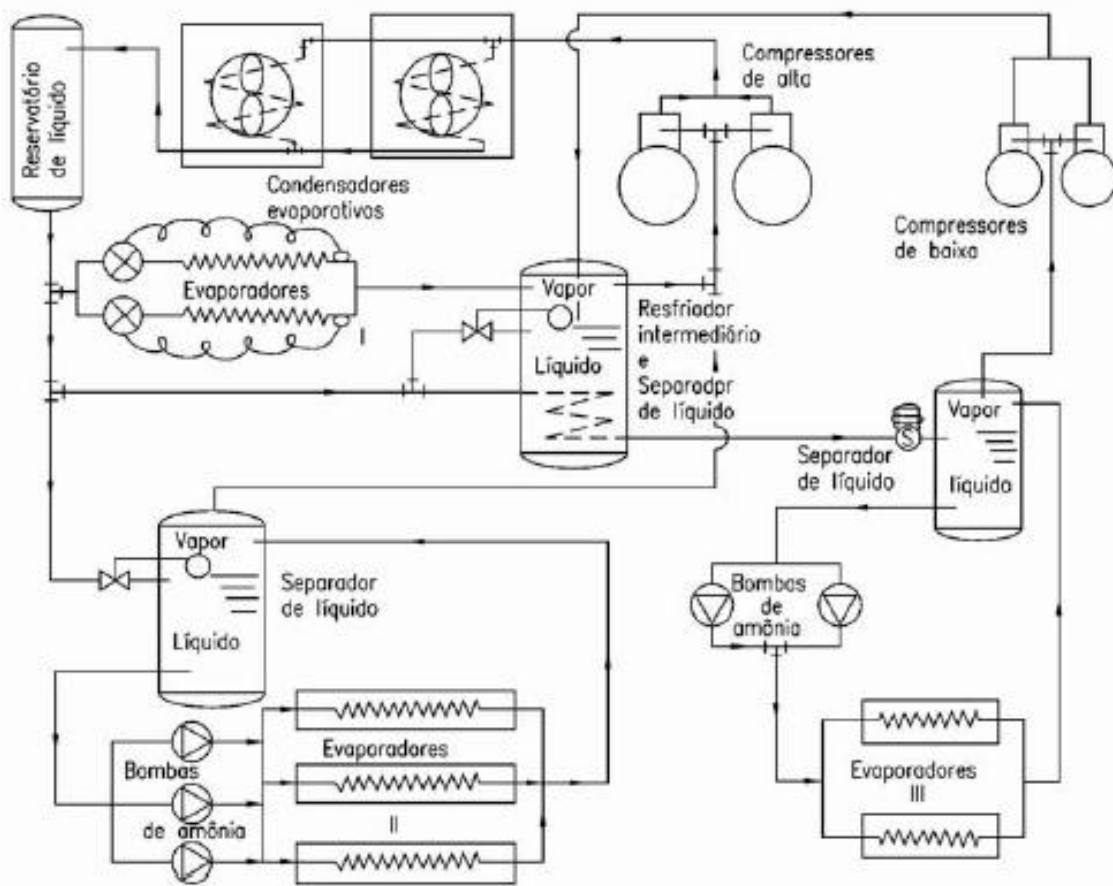 Reservatório
de líquido
Condensadores
evaporativos
Compressores
de alta
Compressores
de baixa
Evaporadores
I
Vapor
Líquido
Resfriador
intermediário
e
Separador
de líquido
Separador
de líquido
Vapor
líquido
S
Vapor
Líquido
Separador
de líquido
Bombas
de
amônia
Bombas
de amônia
Evaporadores
II
Evaporadores
III